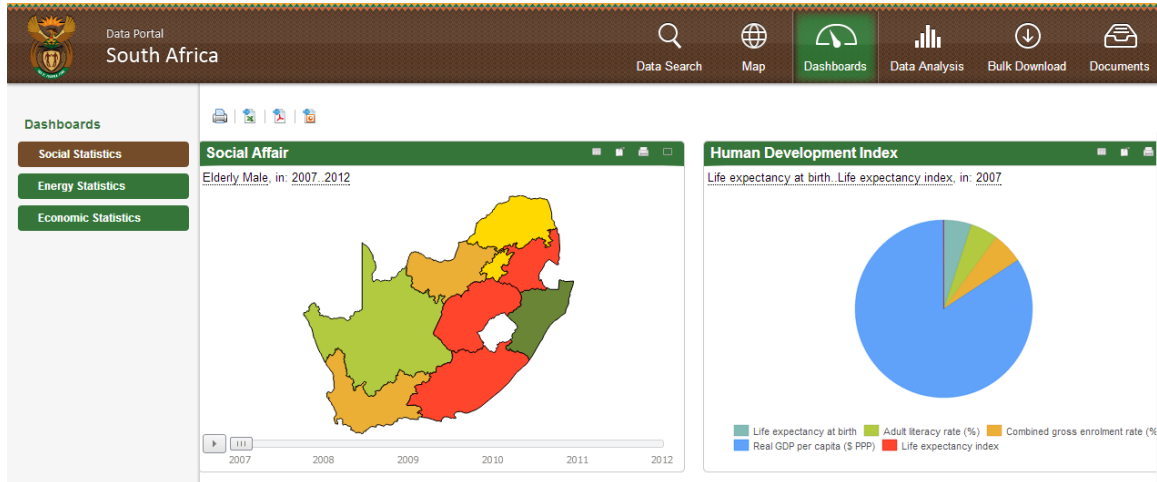 Data Portal
South Africa
Data Search
Map
Dashboards
Data Analysis
Bulk Download
Documents
Dashboards
Social Statistics
Energy Statistics
Economic Statistics
Social Affair
Elderly Male, in: 2007..2012
2007 2008 2009 2010 2011 2012
Human Development Index
Life expectancy at birth..Life expectancy index, in: 2007
Life expectancy at birth Adult literacy rate (%) Combined gross enrolment rate (%
Real GDP per capita ($ PPP) Life expectancy index